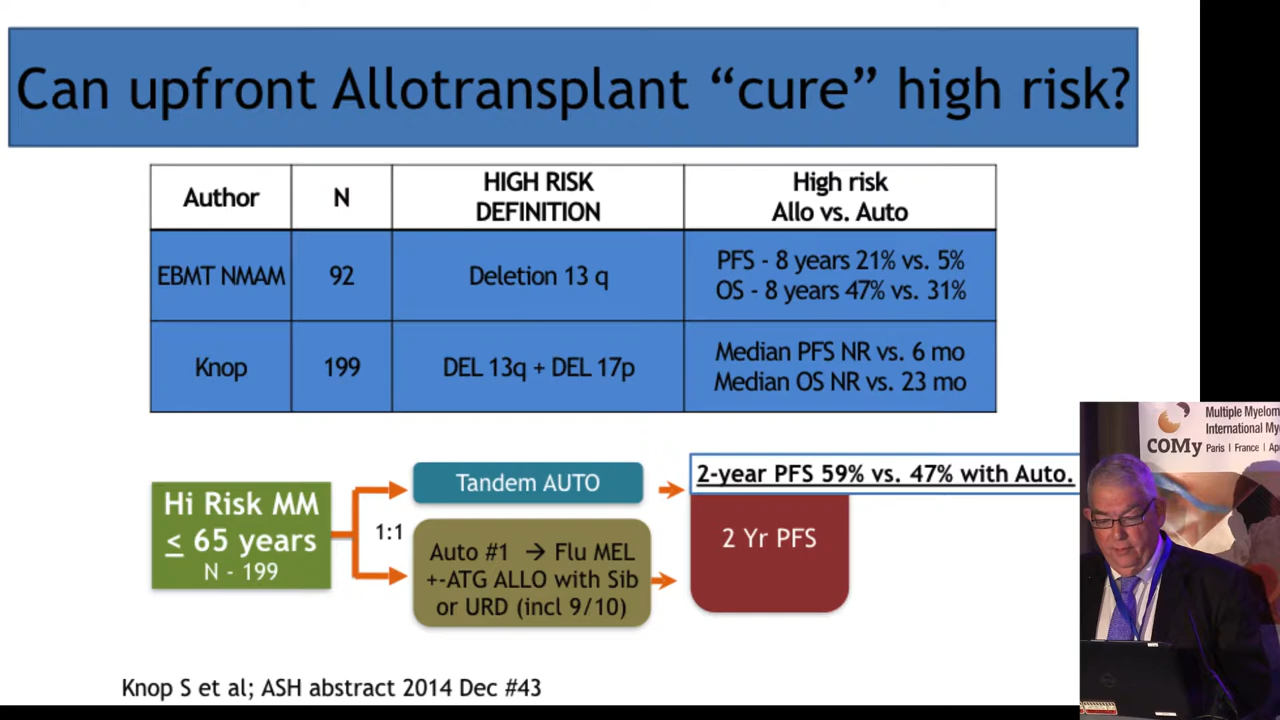 Can upfront Allotransplant “cure” high risk?
Author
N
HIGH RISK
DEFINITION
High risk
Allo vs. Auto
EBMT NMAM
92
Deletion 13 q
PFS - 8 years 21% vs. 5%
OS - 8 years 47% vs. 31%
Knop
199
DEL 13q + DEL 17p
Median PFS NR vs. 6 mo
Median OS NR vs. 23 mo
Hi Risk MM
< 65 years
N - 199
1:1
Tandem AUTO
Auto #1 → Flu MEL
+-ATG ALLO with Sib
or URD (incl 9/10)
2-year PFS 59% vs. 47% with Auto.
2 Yr PFS
Knop S et al; ASH abstract 2014 Dec #43
COMy
Multiple Myelom
International My
Paris | France | Ap